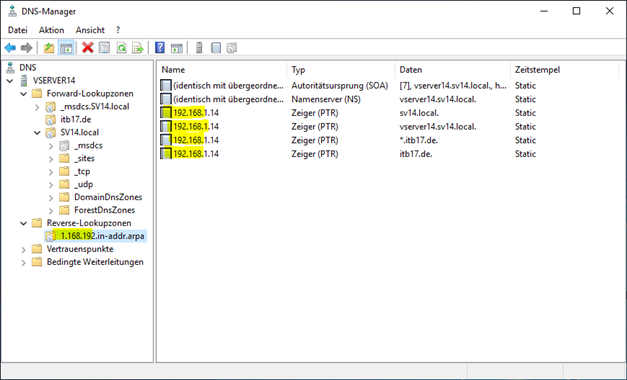 DNS-Manager
Datei Aktion Ansicht ?
DNS
VSERVER14
Forward-Lookupzonen
_msdcs.SV14.local
itb17.de
SV14.local
_msdcs
_sites
_tcp
_udp
DomainDnsZones
ForestDnsZones
Reverse-Lookupzonen
1.168.192.in-addr.arpa
Vertrauenspunkte
Bedingte Weiterleitungen
Name Typ Daten Zeitstempel
(identisch mit übergeordne... Autoritätsursprung (SOA) [7], vserver14.sv14.local., h... Static
(identisch mit übergeordne... Namenserver (NS) vserver14.sv14.local. Static
192.168.1.14 Zeiger (PTR) sv14.local. Static
192.168.1.14 Zeiger (PTR) vserver14.sv14.local. Static
192.168.1.14 Zeiger (PTR) *.itb17.de. Static
192.168.1.14 Zeiger (PTR) itb17.de. Static